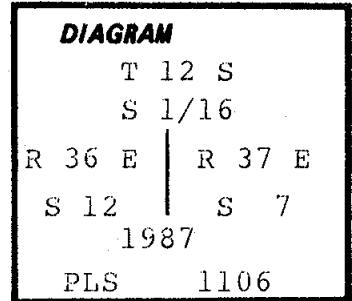 DIAGRAM
T 12 S
S 1/16
R 36 E R 37 E
S 12 S 7
1987
PLS 1106